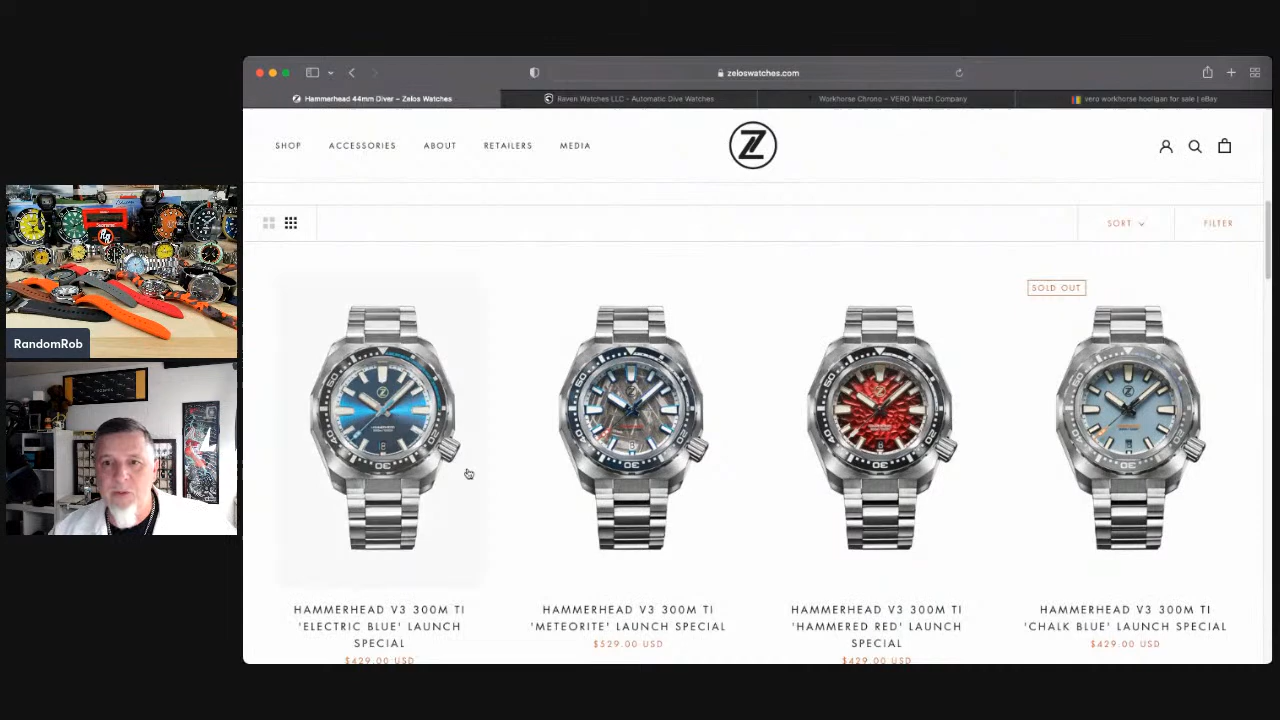 zeloswatches.com
Hammerhead 44mm Diver – Zelos Watches
Raven Watches LLC - Automatic Dive Watches
Workhorse Chrono – VERO Watch Company
vero workhorse hooligan for sale | eBay
SHOP
ACCESSORIES
ABOUT
RETAILERS
MEDIA
SORT
FILTER
SOLD OUT
HAMMERHEAD V3 300M TI
'ELECTRIC BLUE' LAUNCH
SPECIAL
$429.00 USD
HAMMERHEAD V3 300M TI
'METEORITE' LAUNCH SPECIAL
$529.00 USD
HAMMERHEAD V3 300M TI
'HAMMERED RED' LAUNCH
SPECIAL
$429.00 USD
HAMMERHEAD V3 300M TI
'CHALK BLUE' LAUNCH SPECIAL
$429.00 USD
RandomRob